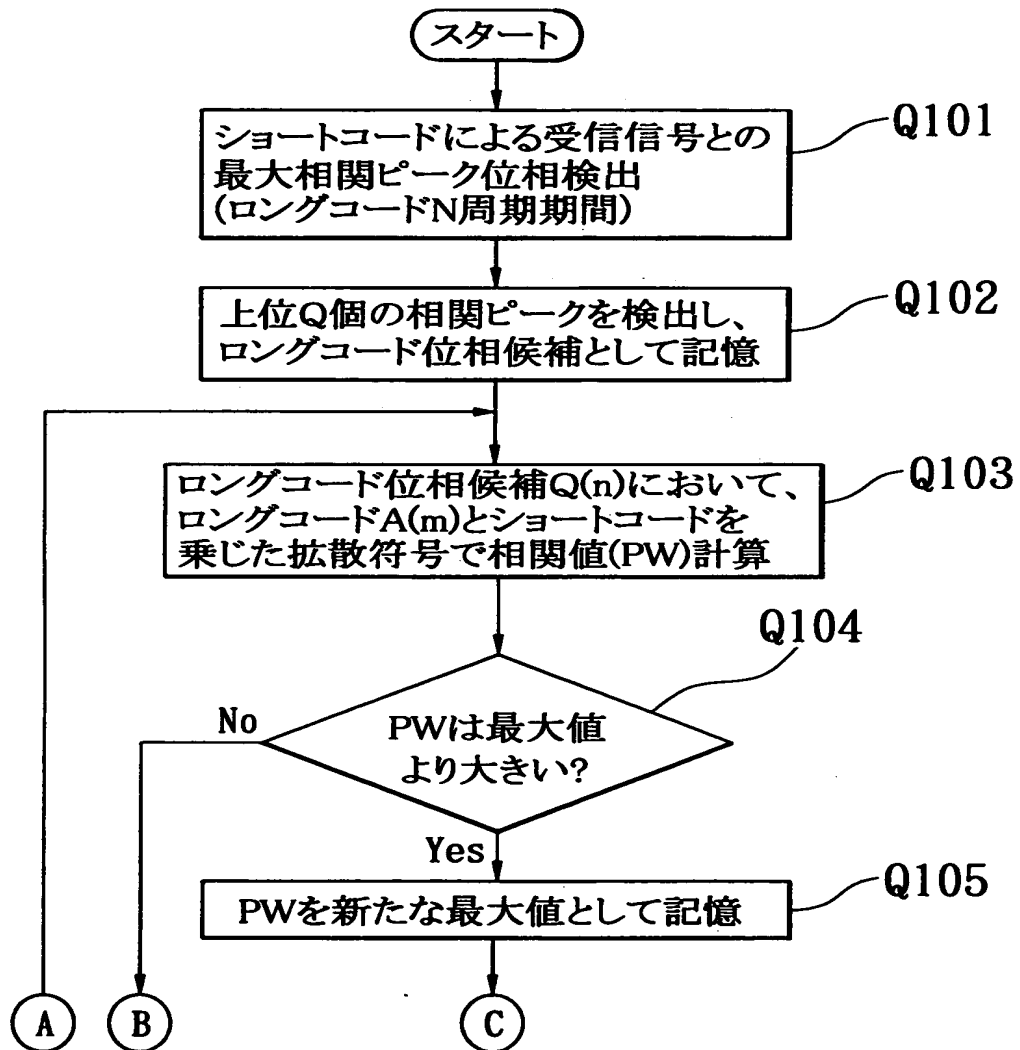 スタート
ショートコードによる受信信号との
最大相関ピーク位相検出
(ロングコードN周期期間)
Q101
上位Q個の相関ピークを検出し、
ロングコード位相候補として記憶
Q102
ロングコード位相候補Q(n)において、
ロングコードA(m)とショートコードを
乗じた拡散符号で相関値(PW)計算
Q103
Q104
PWは最大値
より大きい?
No
Yes
PWを新たな最大値として記憶
Q105
A
B
C